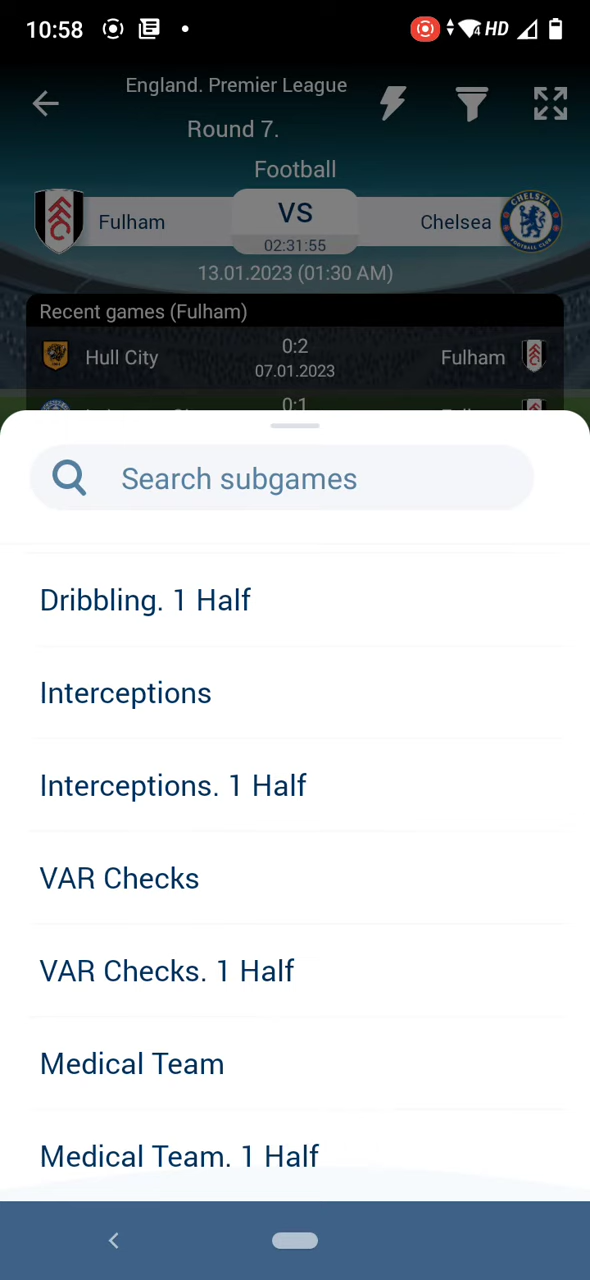 10:58
4 HD
England. Premier League
Round 7.
Football
Fulham
VS
Chelsea
02:31:55
13.01.2023 (01:30 AM)
Recent games (Fulham)
Hull City
0:2
Fulham
07.01.2023
0:1
Search subgames
Dribbling. 1 Half
Interceptions
Interceptions. 1 Half
VAR Checks
VAR Checks. 1 Half
Medical Team
Medical Team. 1 Half